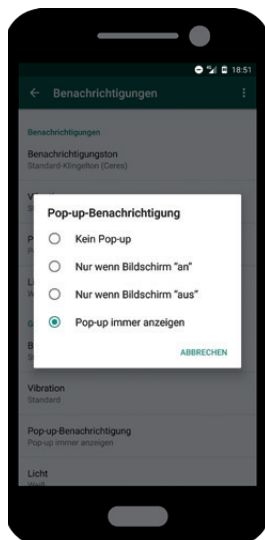 18:51
Benachrichtigungen
Benachrichtigungen
Benachrichtigungston
Standard-Klingelton (Ceres)
Pop-up-Benachrichtigung
Kein Pop-up
Nur wenn Bildschirm "an"
Nur wenn Bildschirm "aus"
Pop-up immer anzeigen
ABBRECHEN
Vibration
Standard
Pop-up-Benachrichtigung
Pop-up immer anzeigen
Licht
Weiß